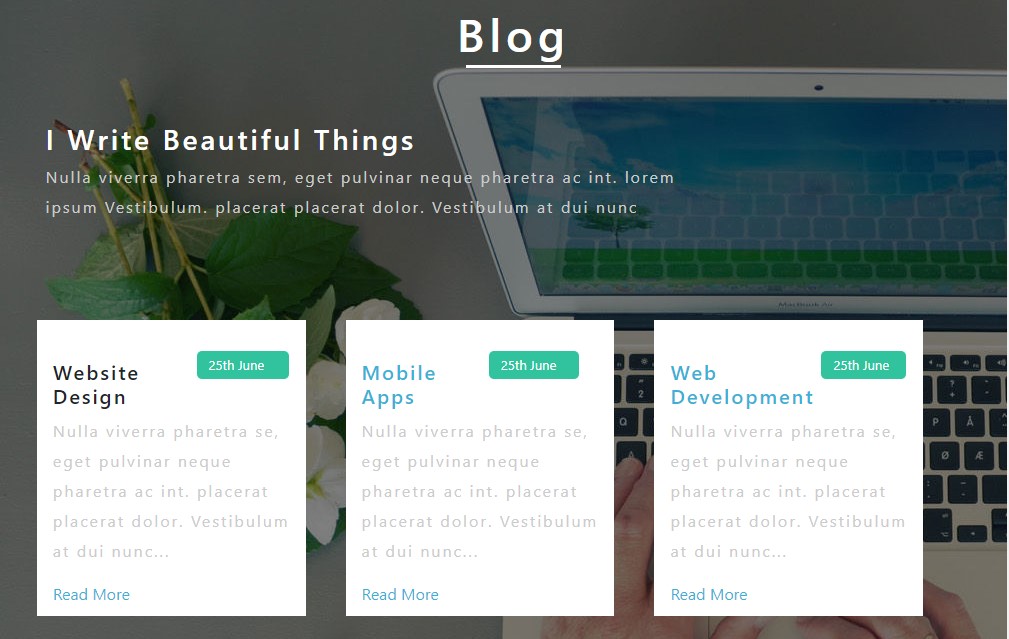 Blog
I Write Beautiful Things
Nulla viverra pharetra sem, eget pulvinar neque pharetra ac int. lorem
ipsum Vestibulum. placerat placerat dolor. Vestibulum at dui nunc
MacBook Air
25th June
Website
Design
Nulla viverra pharetra se,
eget pulvinar neque
pharetra ac int. placerat
placerat dolor. Vestibulum
at dui nunc...
Read More
25th June
Mobile
Apps
Nulla viverra pharetra se,
eget pulvinar neque
pharetra ac int. placerat
placerat dolor. Vestibulum
at dui nunc...
Read More
25th June
Web
Development
Nulla viverra pharetra se,
eget pulvinar neque
pharetra ac int. placerat
placerat dolor. Vestibulum
at dui nunc...
Read More
2
Q
A
P Å
Ø Æ